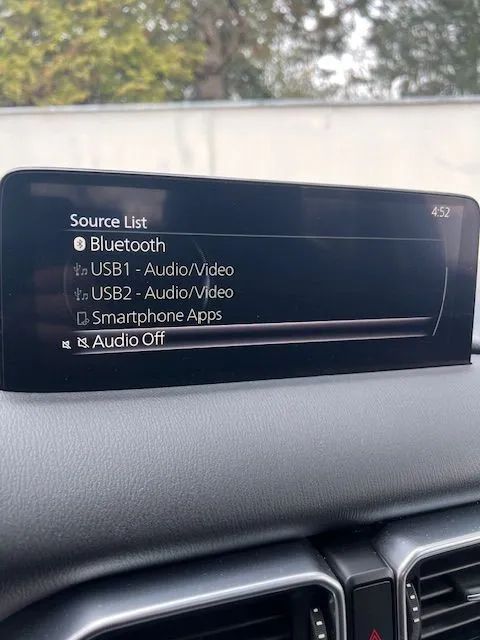 Source List
4:52
Bluetooth
USB1 - Audio/Video
USB2 - Audio/Video
Smartphone Apps
Audio Off